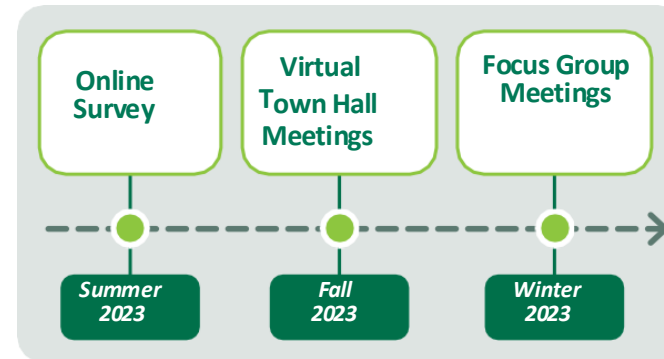 Online
Survey
Virtual
Town Hall
Meetings
Focus Group
Meetings
Summer
2023
Fall
2023
Winter
2023